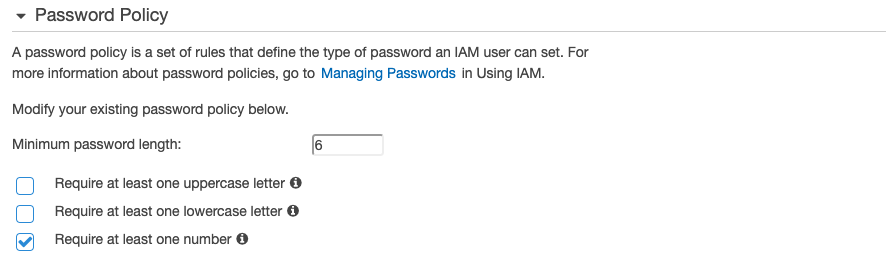 Password Policy
A password policy is a set of rules that define the type of password an IAM user can set. For
more information about password policies, go to Managing Passwords in Using IAM.
Modify your existing password policy below.
Minimum password length: 6
Require at least one uppercase letter
Require at least one lowercase letter
Require at least one number